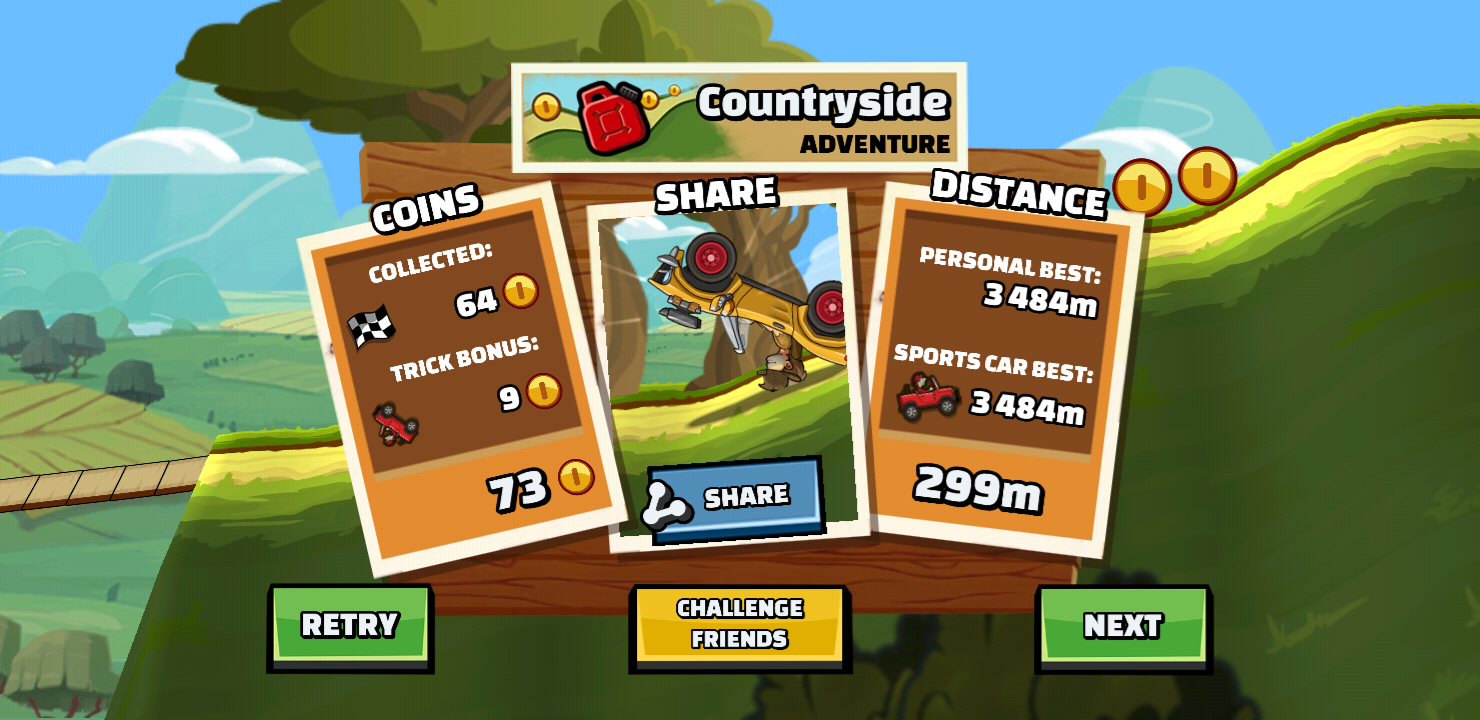 Countryside
ADVENTURE
COINS
COLLECTED:
64
TRICK BONUS:
9
73
SHARE
SHARE
DISTANCE
PERSONAL BEST:
3 484m
SPORTS CAR BEST:
3 484m
299m
RETRY
CHALLENGE
FRIENDS
NEXT